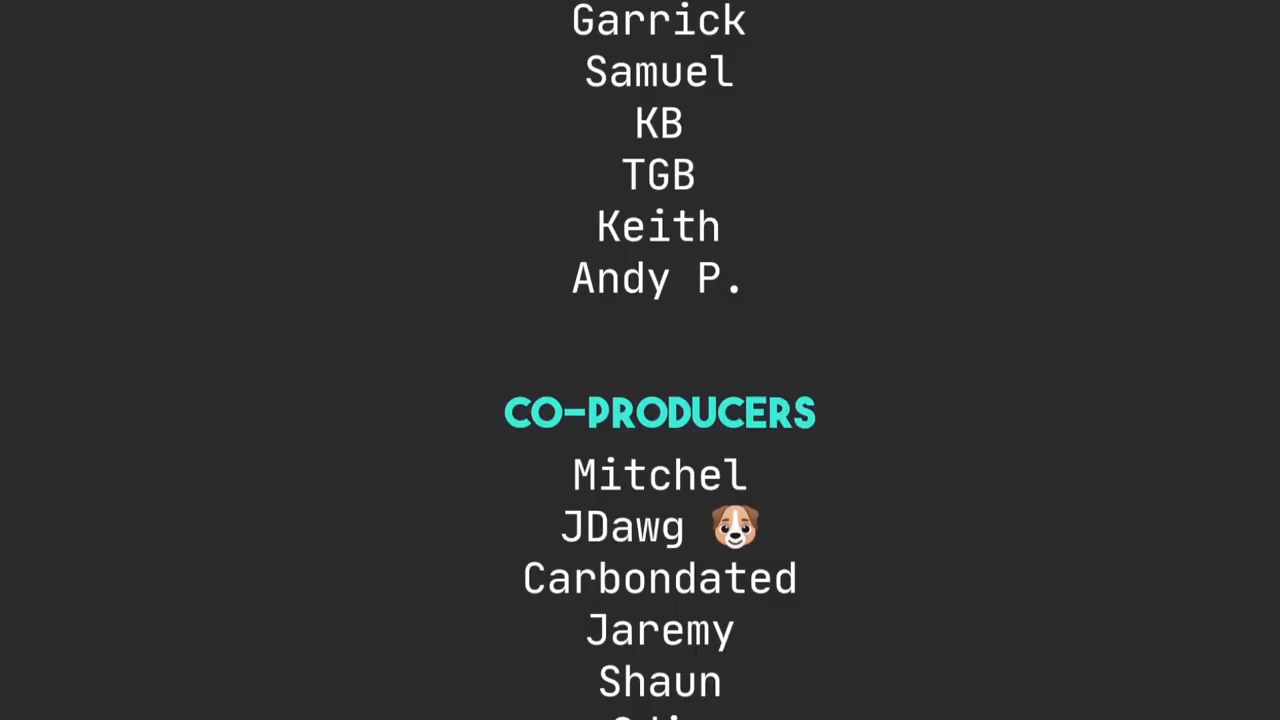 Garrick
Samuel
KB
TGB
Keith
Andy P.
CO-PRODUCERS
Mitchel
JDawg 🐶
Carbondated
Jaremy
Shaun